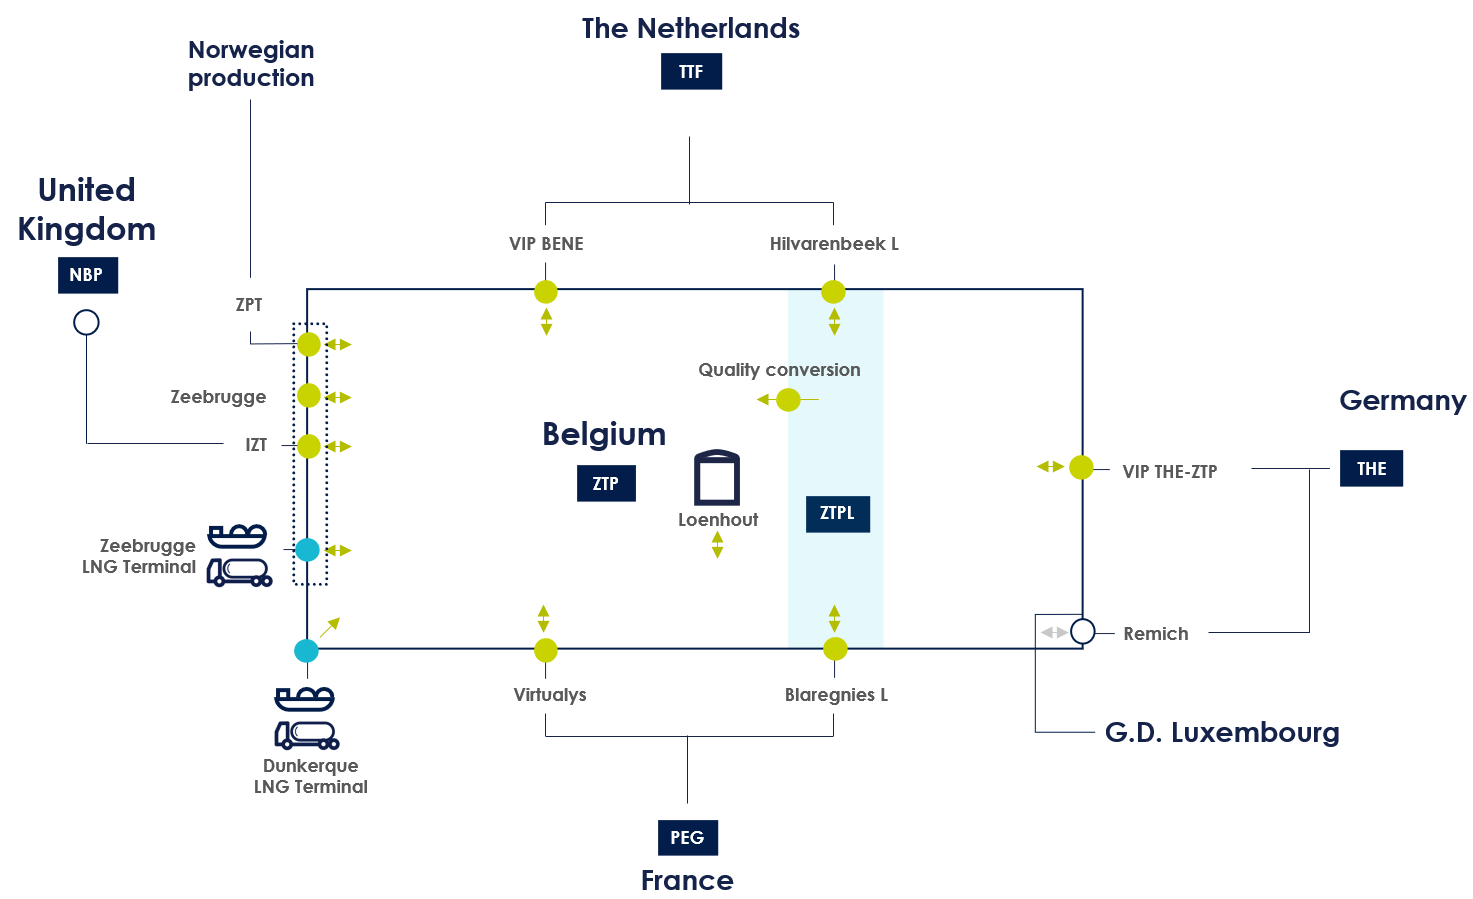 The Netherlands
TTF
Norwegian
production
United
Kingdom
NBP
VIP BENE
Hilvarenbeek L
ZPT
Zeebrugge
IZT
Quality conversion
Belgium
ZTP
Loenhout
ZTPL
Germany
THE
VIP THE-ZTP
Zeebrugge
LNG Terminal
Remich
Virtualys
Blaregnies L
G.D. Luxembourg
Dunkerque
LNG Terminal
PEG
France